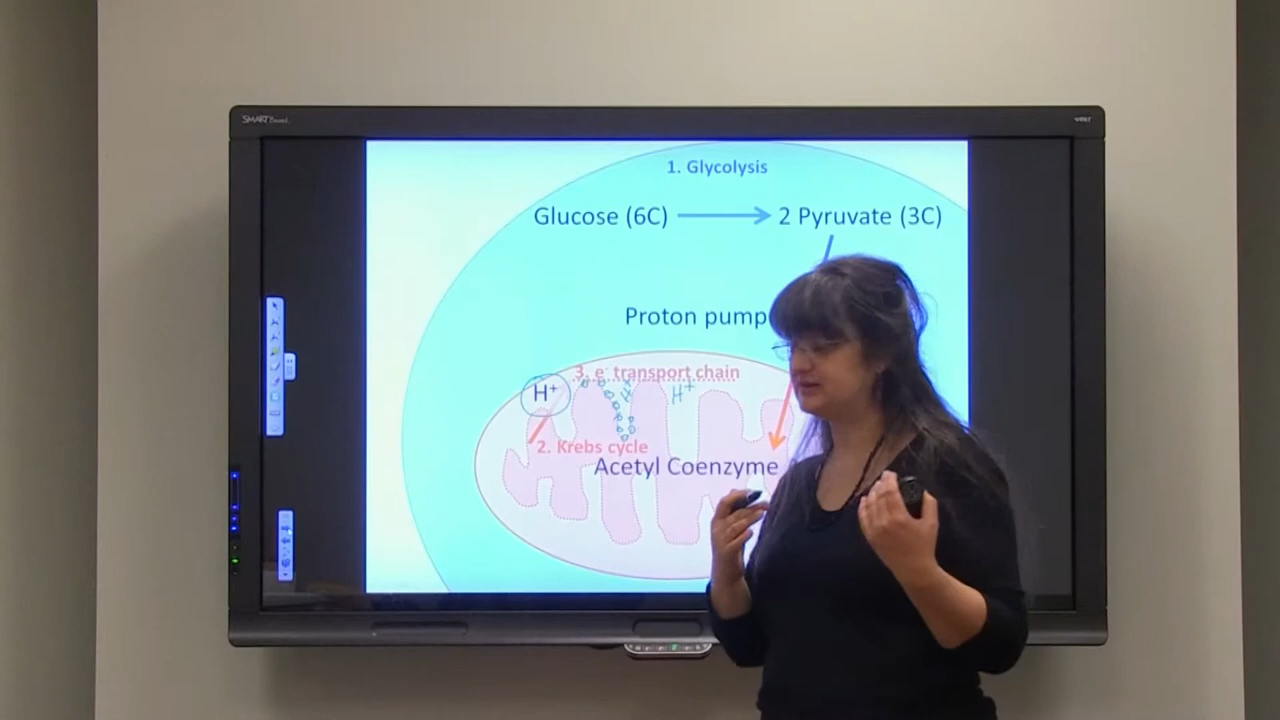 SMART Board
1. Glycolysis
Glucose (6C) 2 Pyruvate (3C)
Proton pump
3. e⁻ transport chain
H⁺ H H⁺
2. Krebs cycle
Acetyl Coenzyme